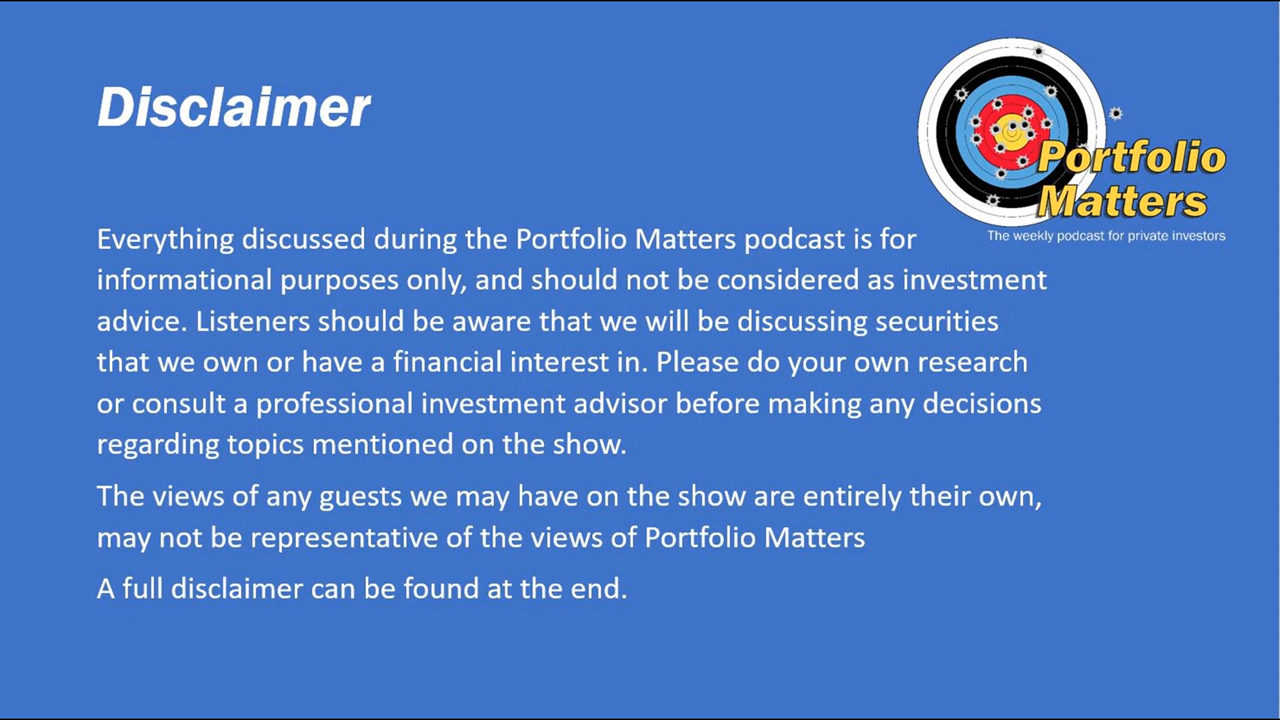 Disclaimer
Portfolio
Matters
The weekly podcast for private investors
Everything discussed during the Portfolio Matters podcast is for
informational purposes only, and should not be considered as investment
advice. Listeners should be aware that we will be discussing securities
that we own or have a financial interest in. Please do your own research
or consult a professional investment advisor before making any decisions
regarding topics mentioned on the show.
The views of any guests we may have on the show are entirely their own,
may not be representative of the views of Portfolio Matters
A full disclaimer can be found at the end.